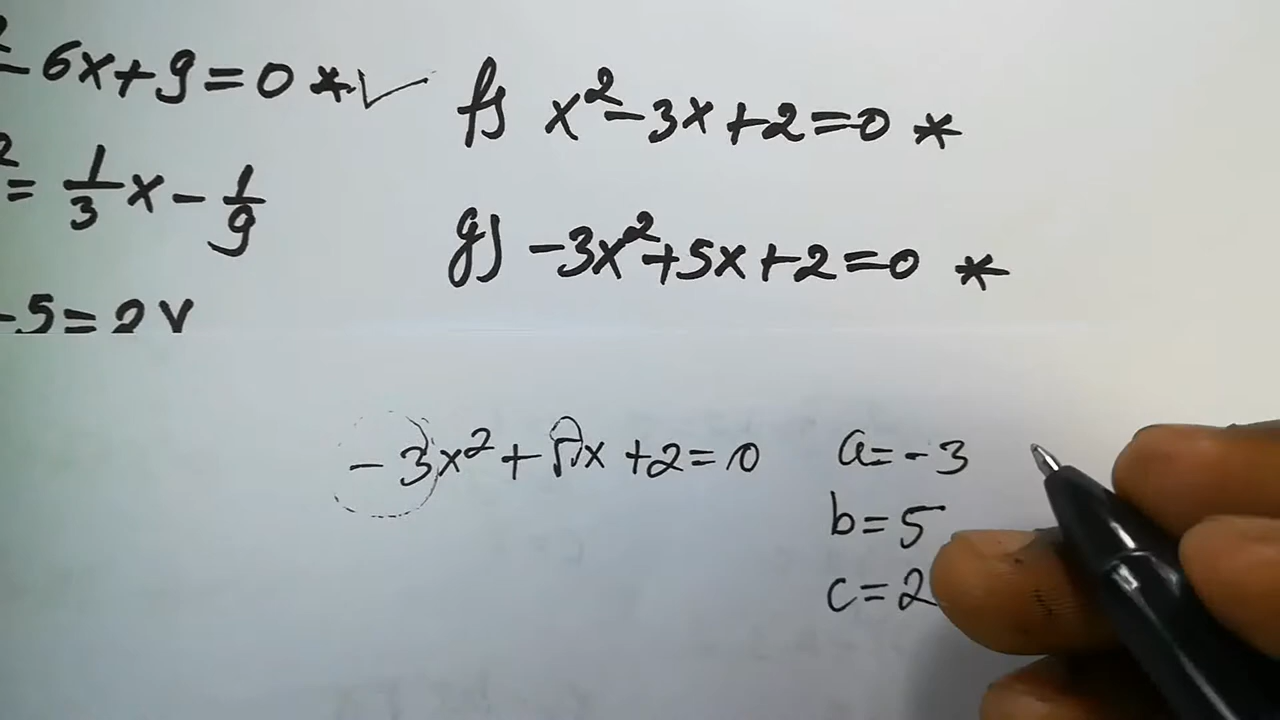 - 6x + 9 = 0 *✓
² = 1/3 x - 1/9
-5 = 2x
f) x² - 3x + 2 = 0 *
g) -3x² + 5x + 2 = 0 *
-3x² + 5x + 2 = 0
a = -3
b = 5
c = 2